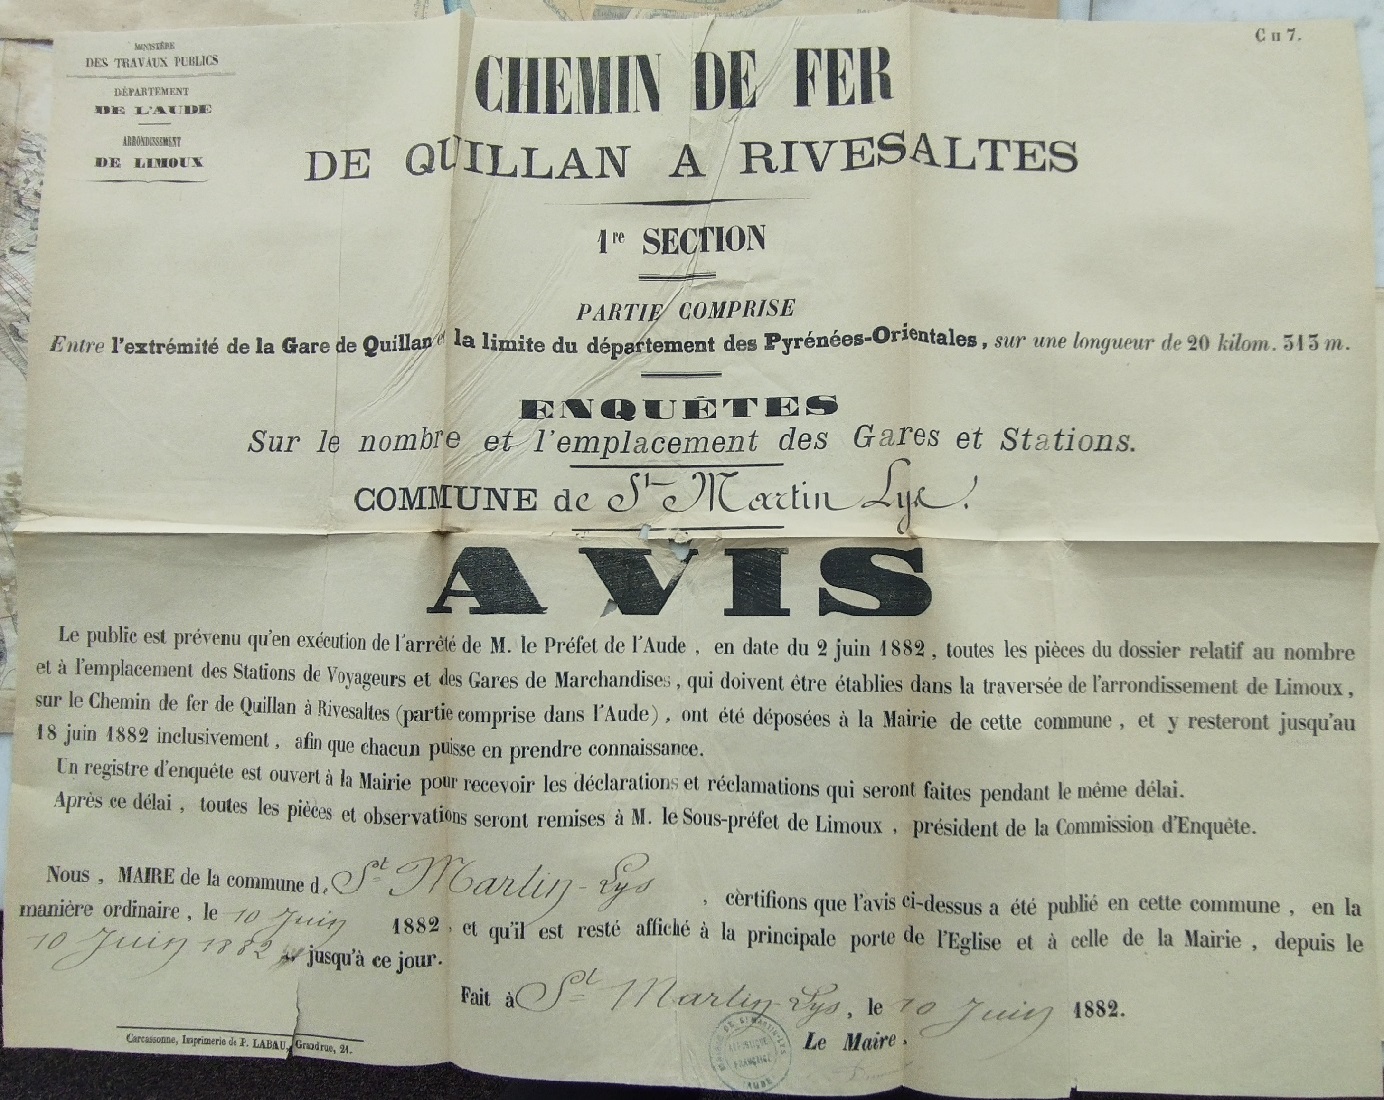 MINISTÈRE
DES TRAVAUX PUBLICS
DÉPARTEMENT
DE L'AUDE
ARRONDISSEMENT
DE LIMOUX
C n 7.
CHEMIN DE FER
DE QUILLAN A RIVESALTES
1re SECTION
PARTIE COMPRISE
Entre l'extrémité de la Gare de Quillan et la limite du département des Pyrénées-Orientales, sur une longueur de 20 kilom. 313 m.
ENQUÊTES
Sur le nombre et l'emplacement des Gares et Stations.
COMMUNE de St Martin Lys
AVIS
Le public est prévenu qu'en exécution de l'arrêté de M. le Préfet de l'Aude, en date du 2 juin 1882, toutes les pièces du dossier relatif au nombre
et à l'emplacement des Stations de Voyageurs et des Gares de Marchandises, qui doivent être établies dans la traversée de l'arrondissement de Limoux,
sur le Chemin de fer de Quillan à Rivesaltes (partie comprise dans l'Aude), ont été déposées à la Mairie de cette commune, et y resteront jusqu'au
18 juin 1882 inclusivement, afin que chacun puisse en prendre connaissance.
Un registre d'enquête est ouvert à la Mairie pour recevoir les déclarations et réclamations qui seront faites pendant le même délai.
Après ce délai, toutes les pièces et observations seront remises à M. le Sous-préfet de Limoux, président de la Commission d'Enquête.
Nous, MAIRE de la commune d. St Martin-Lys, cèrtifions que l'avis ci-dessus a été publié en cette commune, en la
manière ordinaire, le 10 Juin 1882, et qu'il est resté affiché à la principale porte de l'Eglise et à celle de la Mairie, depuis le
10 Juin 1882 jusqu'à ce jour.
Fait à St Martin-Lys, le 10 Juin 1882.
Le Maire.
MAIRIE DE ST MARTIN-LYS
RÉPUBLIQUE
FRANÇAISE
AUDE
Carcassonne, Imprimerie de P. LABAU, Grandrue, 21.